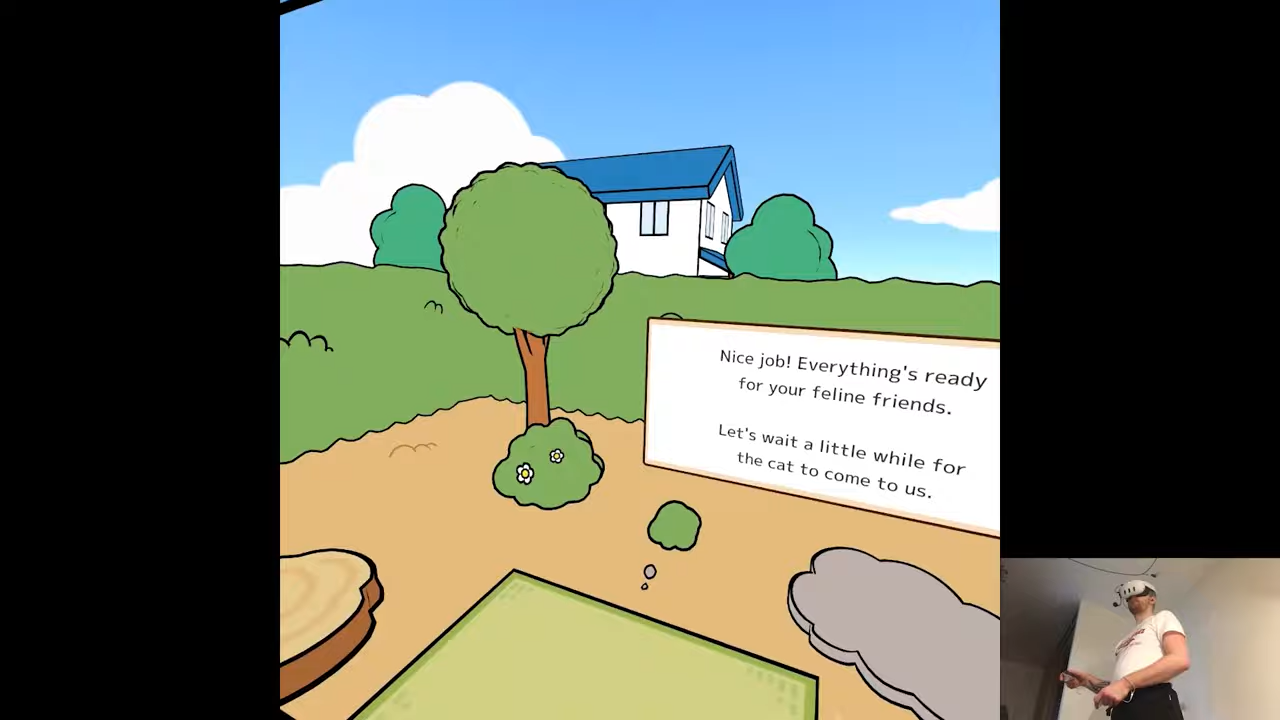 Nice job! Everything's ready
for your feline friends.
Let's wait a little while for
the cat to come to us.